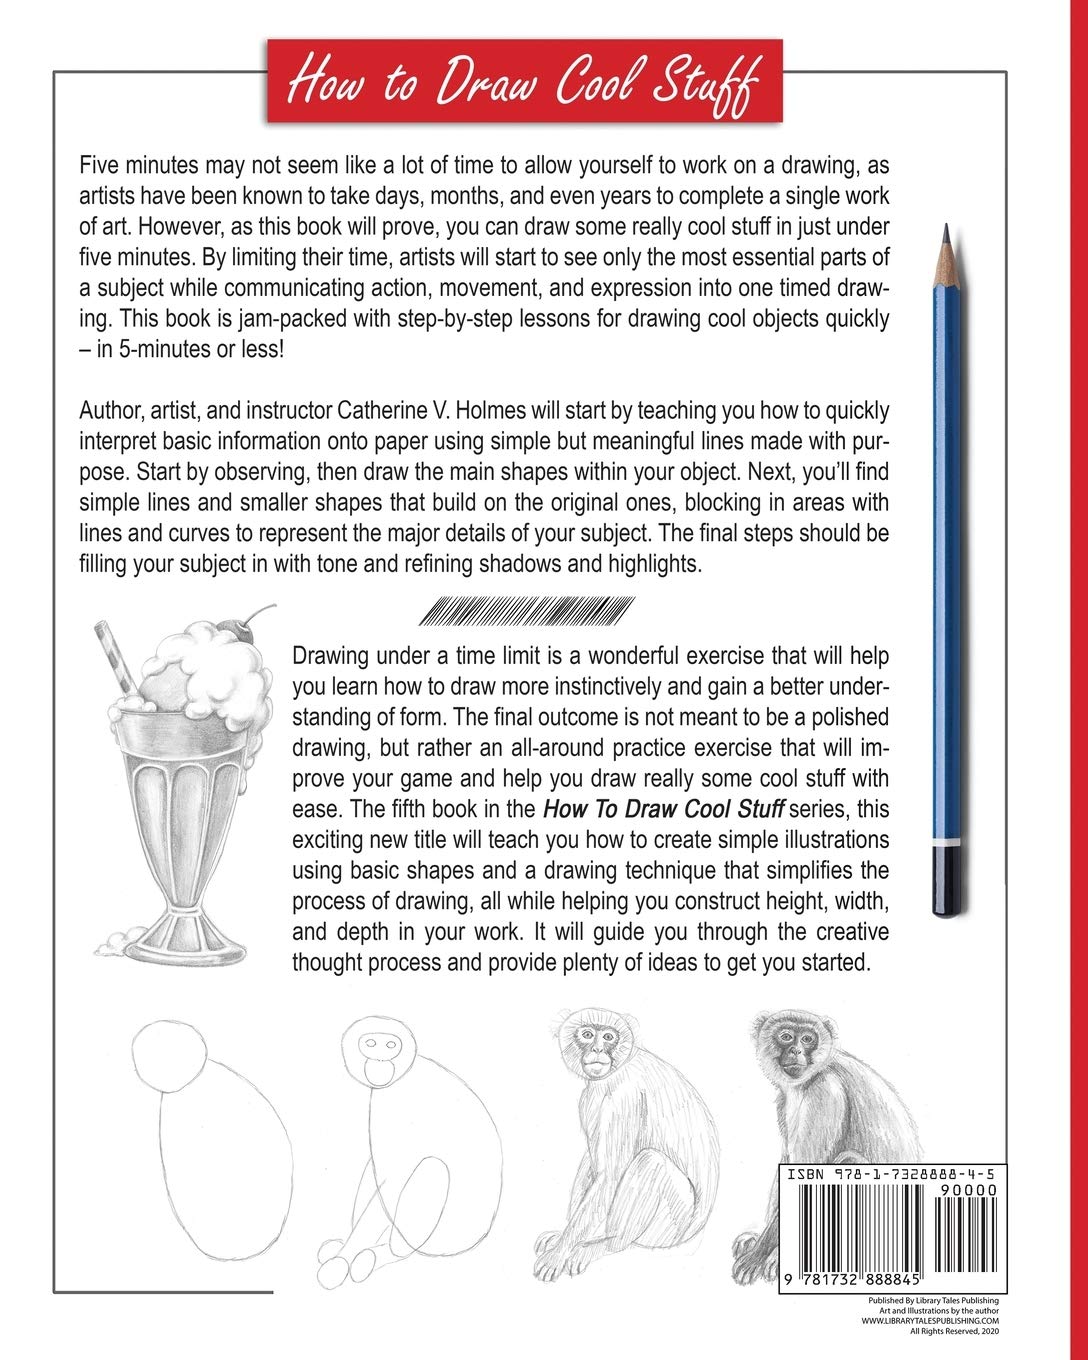 How to Draw Cool Stuff
Five minutes may not seem like a lot of time to allow yourself to work on a drawing, as
artists have been known to take days, months, and even years to complete a single work
of art. However, as this book will prove, you can draw some really cool stuff in just under
five minutes. By limiting their time, artists will start to see only the most essential parts of
a subject while communicating action, movement, and expression into one timed draw-
ing. This book is jam-packed with step-by-step lessons for drawing cool objects quickly
– in 5-minutes or less!
Author, artist, and instructor Catherine V. Holmes will start by teaching you how to quickly
interpret basic information onto paper using simple but meaningful lines made with pur-
pose. Start by observing, then draw the main shapes within your object. Next, you'll find
simple lines and smaller shapes that build on the original ones, blocking in areas with
lines and curves to represent the major details of your subject. The final steps should be
filling your subject in with tone and refining shadows and highlights.
Drawing under a time limit is a wonderful exercise that will help
you learn how to draw more instinctively and gain a better under-
standing of form. The final outcome is not meant to be a polished
drawing, but rather an all-around practice exercise that will im-
prove your game and help you draw really some cool stuff with
ease. The fifth book in the How To Draw Cool Stuff series, this
exciting new title will teach you how to create simple illustrations
using basic shapes and a drawing technique that simplifies the
process of drawing, all while helping you construct height, width,
and depth in your work. It will guide you through the creative
thought process and provide plenty of ideas to get you started.
ISBN 978-1-7328888-4-5
90000
9 781732 888845
Published By Library Tales Publishing
Art and Illustrations by the author
WWW.LIBRARYTALESPUBLISHING.COM
All Rights Reserved, 2020